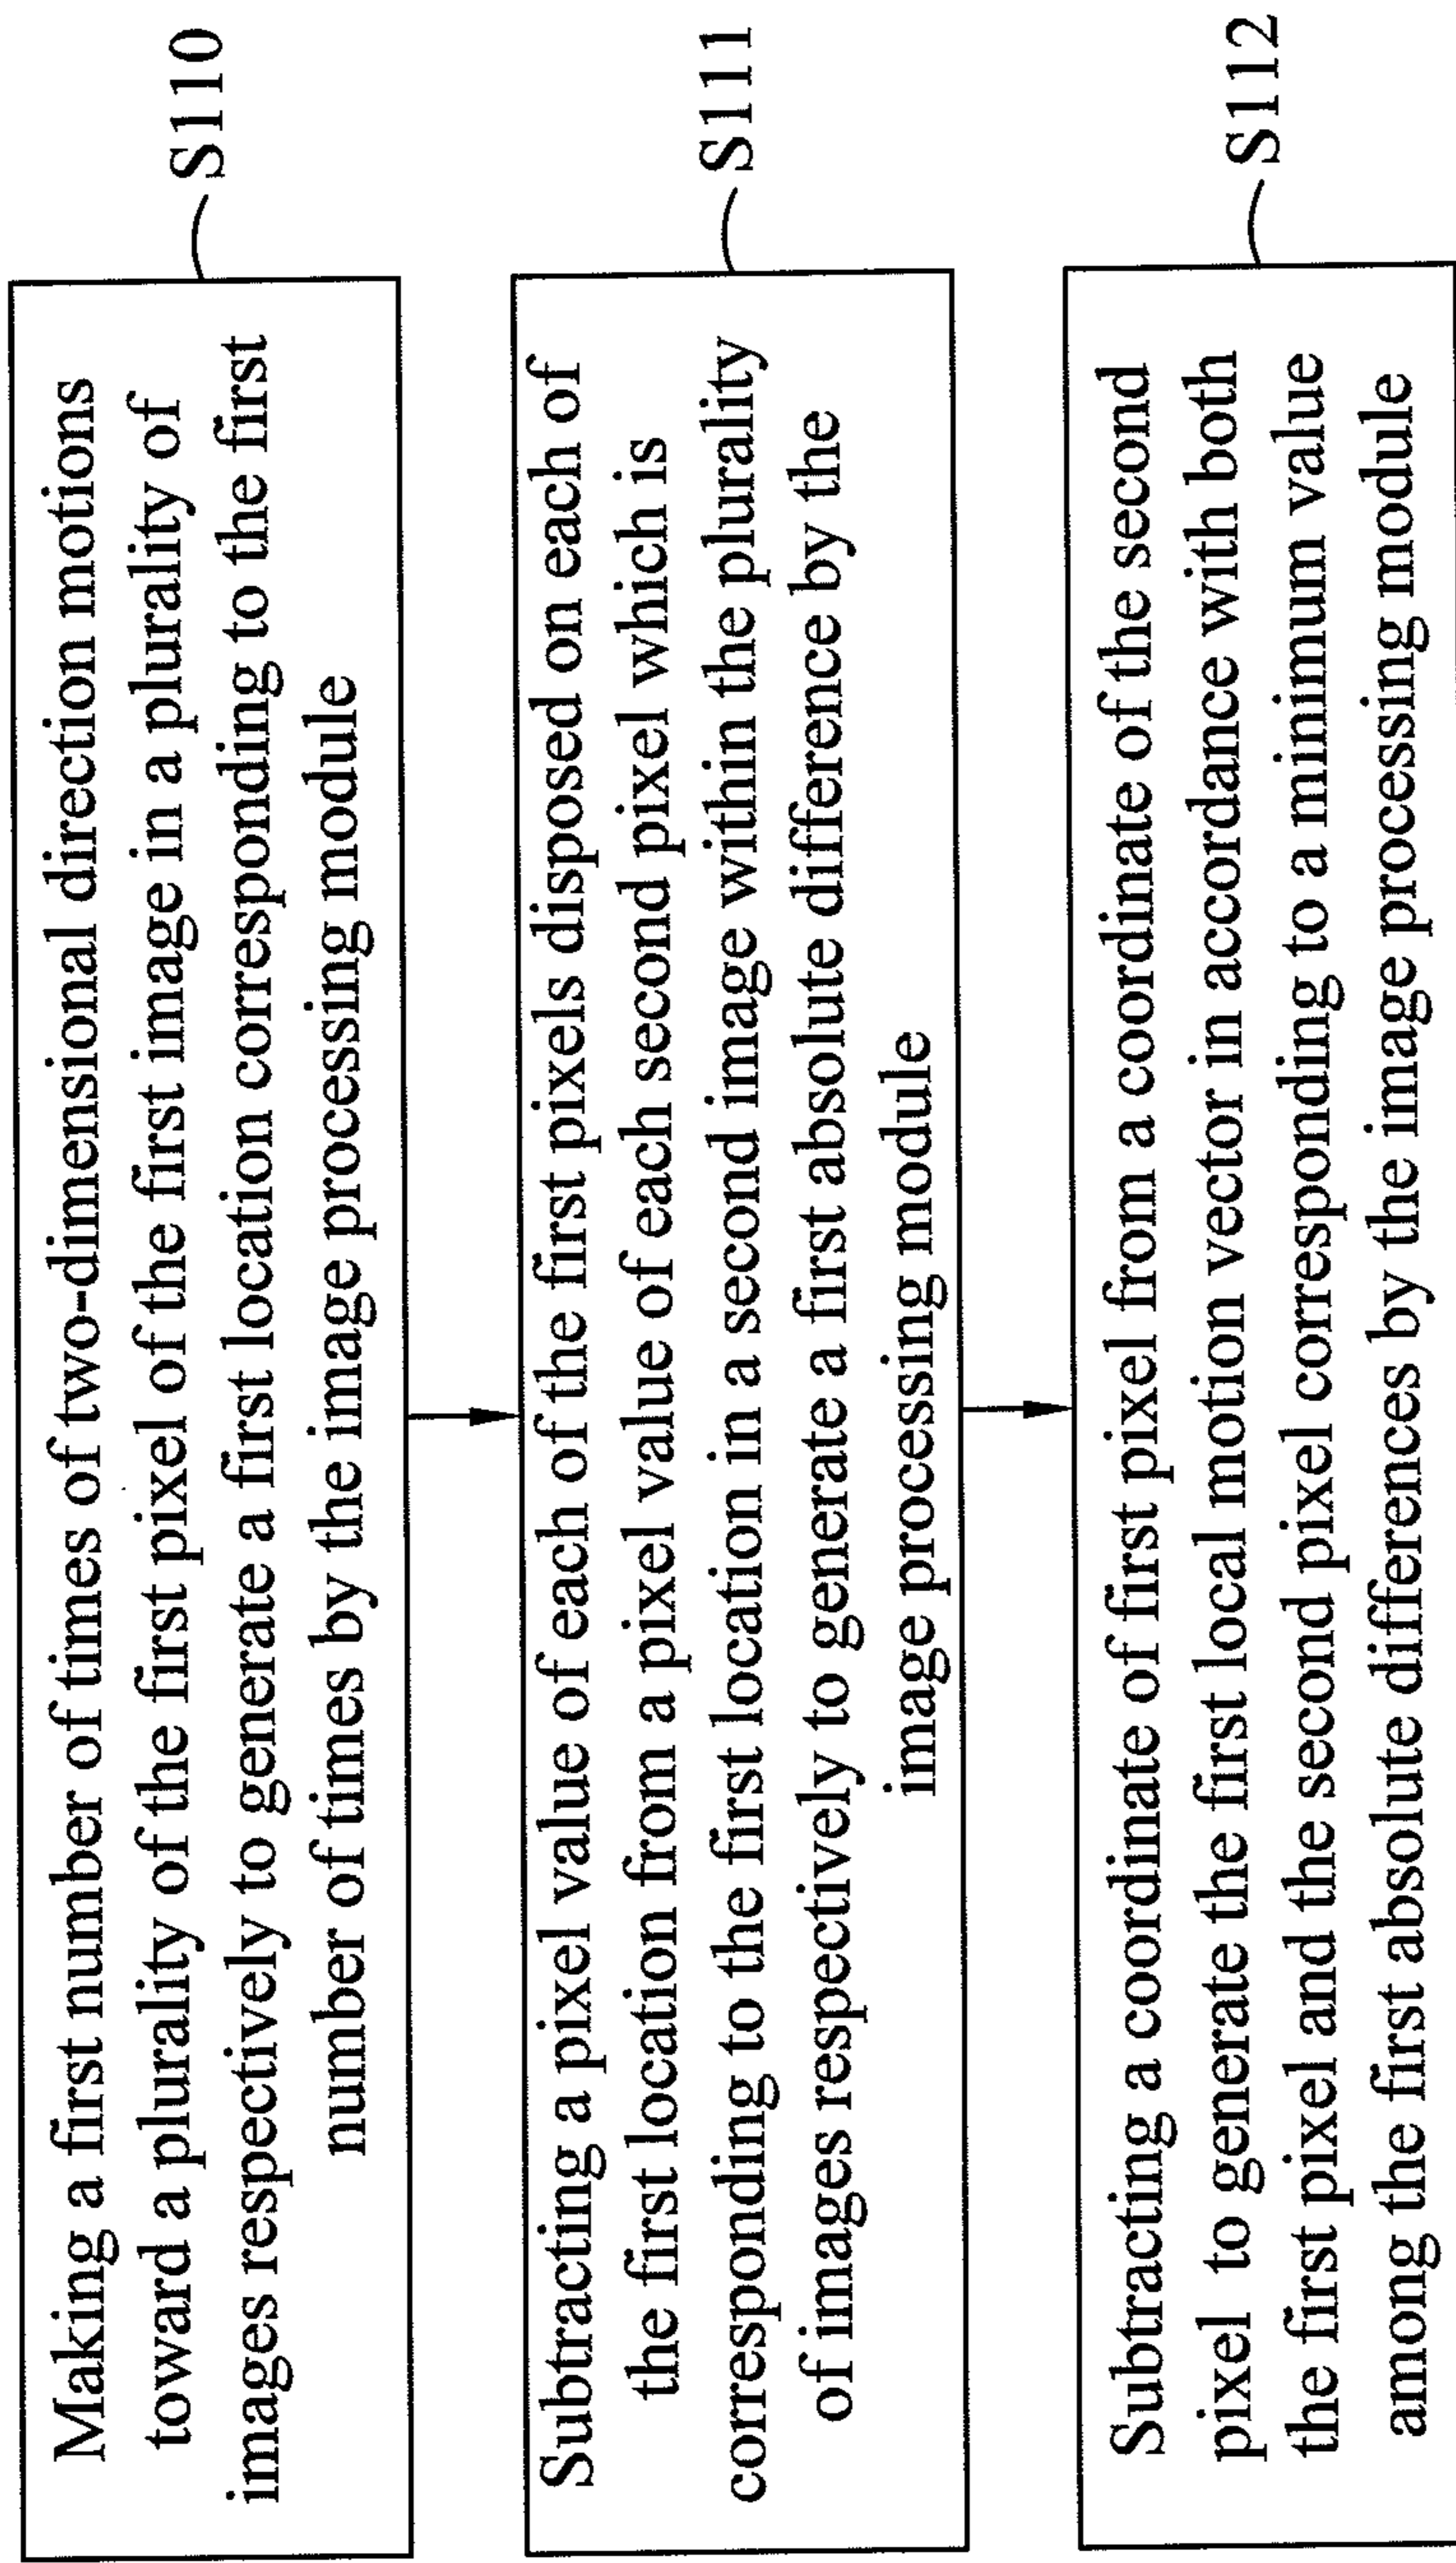 Making a first number of times of two-dimensional direction motions
toward a plurality of the first pixel of the first image in a plurality of
images respectively to generate a first location corresponding to the first
number of times by the image processing module
S110
Subtracting a pixel value of each of the first pixels disposed on each of
the first location from a pixel value of each second pixel which is
corresponding to the first location in a second image within the plurality
of images respectively to generate a first absolute difference by the
image processing module
S111
Subtracting a coordinate of first pixel from a coordinate of the second
pixel to generate the first local motion vector in accordance with both
the first pixel and the second pixel corresponding to a minimum value
among the first absolute differences by the image processing module
S112